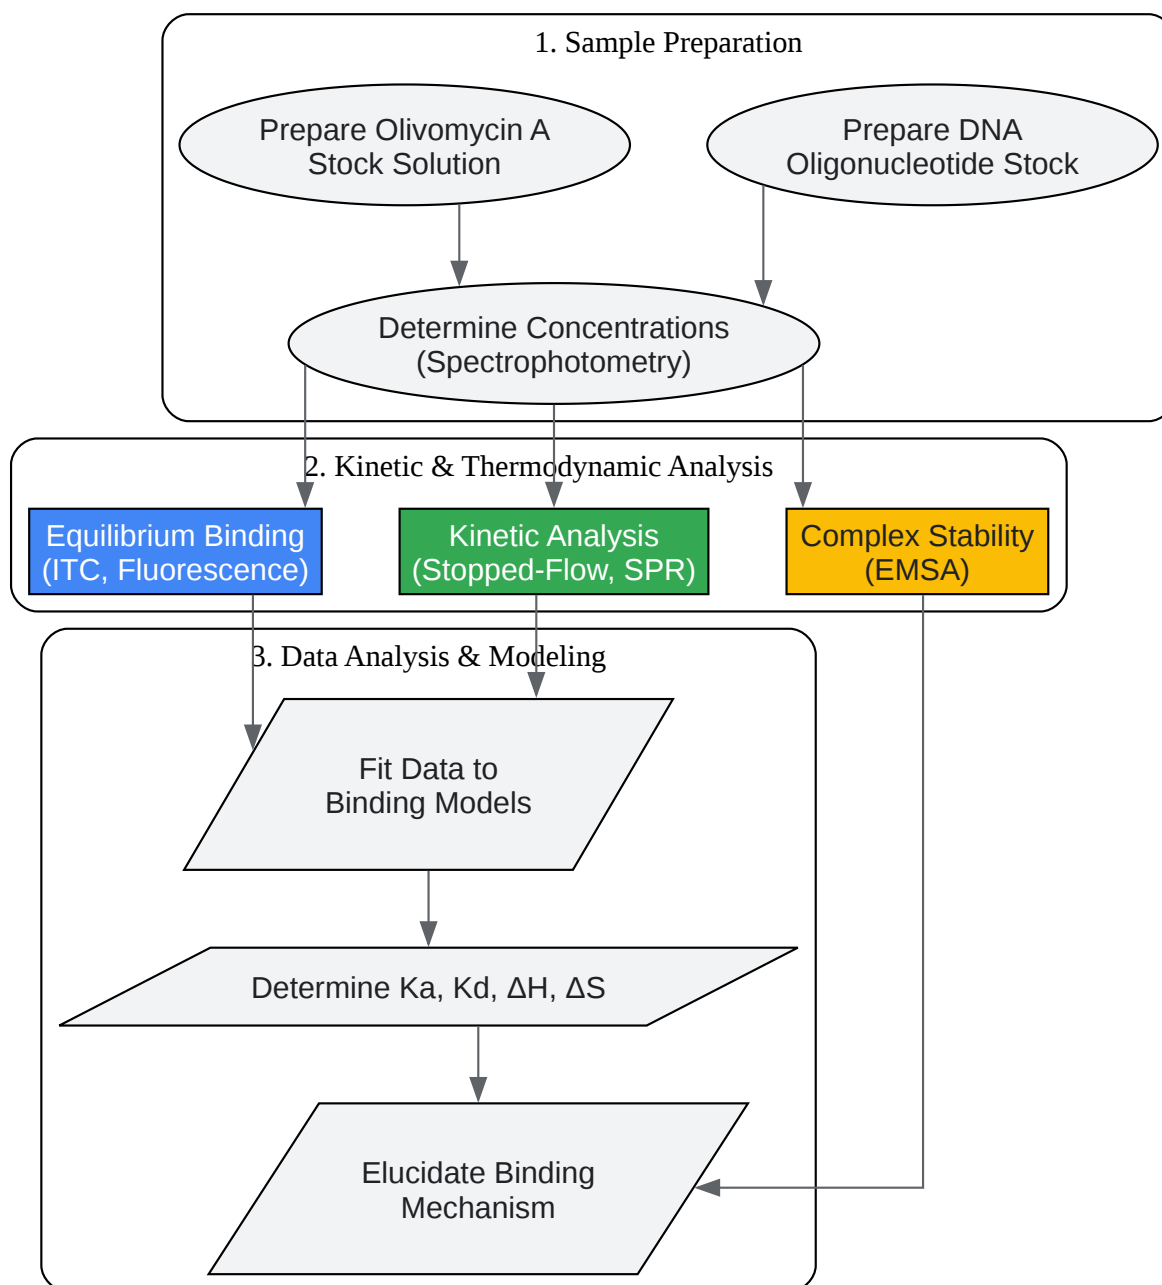 1. Sample Preparation
Prepare Olivomycin A
Stock Solution
Prepare DNA
Oligonucleotide Stock
Determine Concentrations
(Spectrophotometry)
2. Kinetic & Thermodynamic Analysis
Equilibrium Binding
(ITC, Fluorescence)
Kinetic Analysis
(Stopped-Flow, SPR)
Complex Stability
(EMSA)
3. Data Analysis & Modeling
Fit Data to
Binding Models
Determine Ka, Kd, ΔH, ΔS
Elucidate Binding
Mechanism